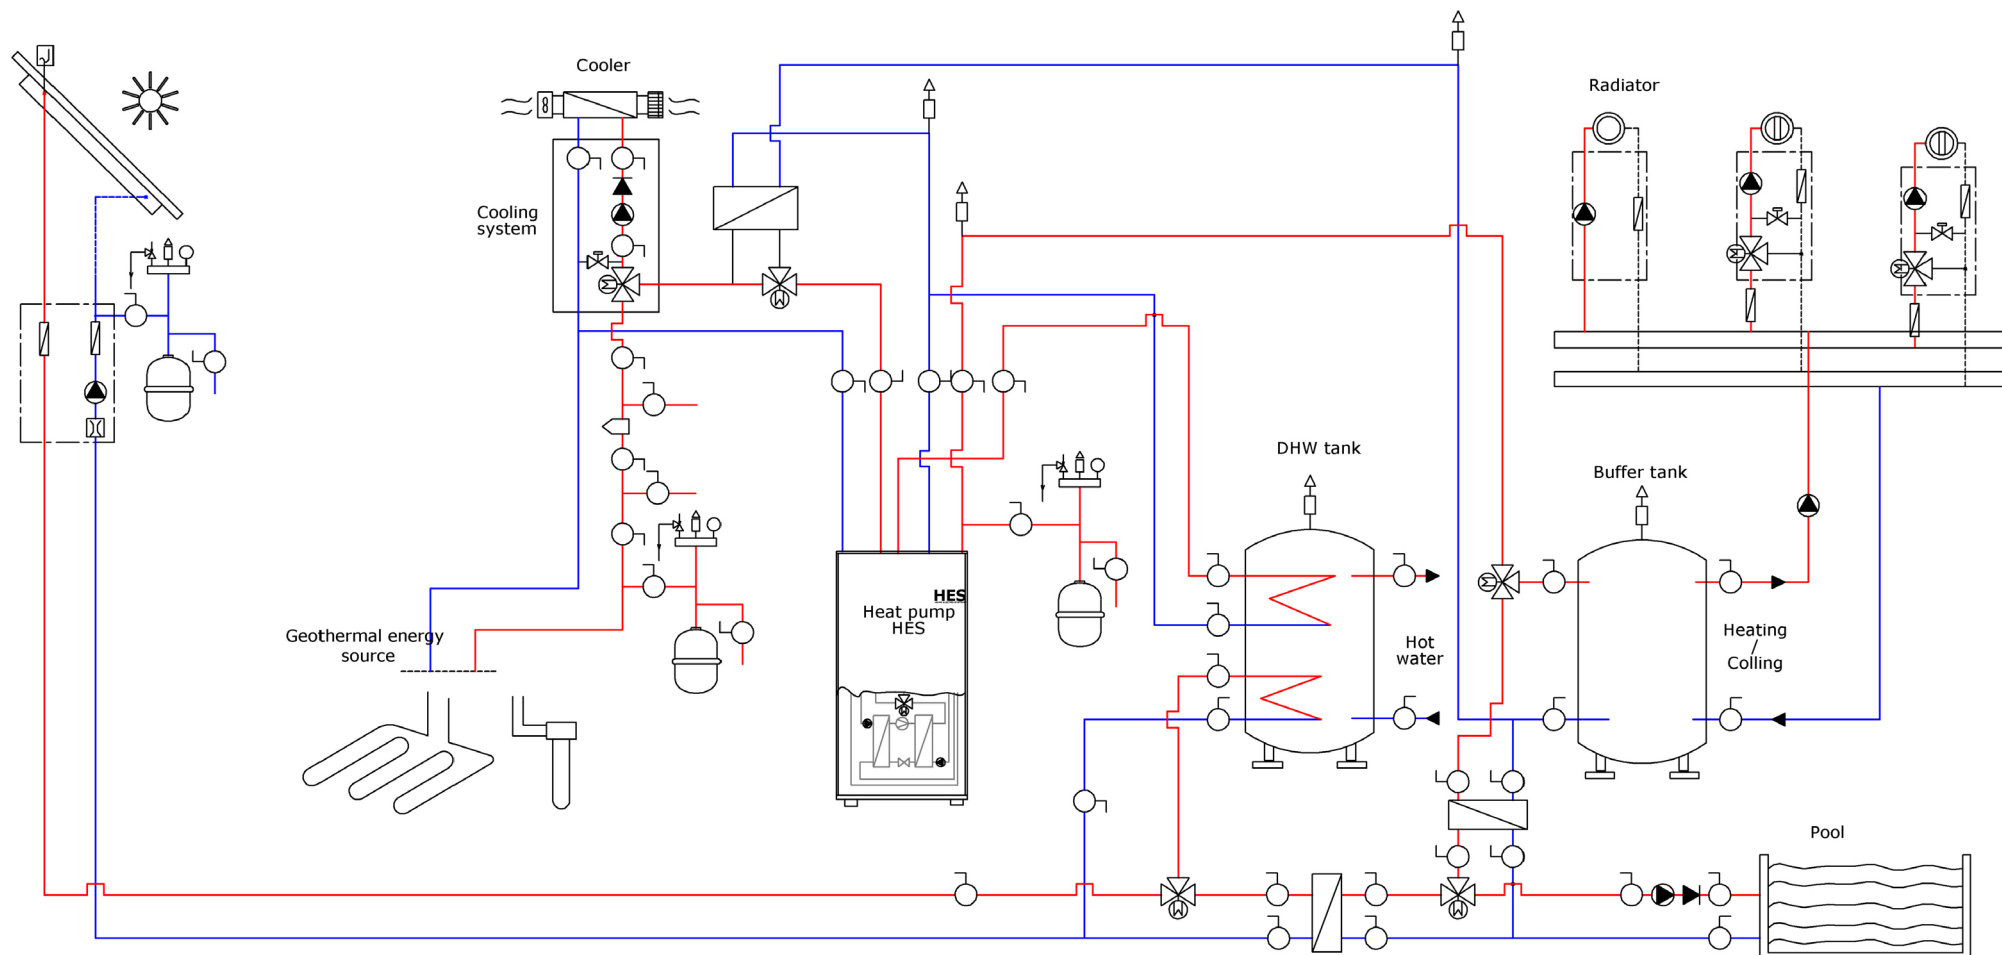 Cooler
Radiator
Cooling
system
DHW tank
Buffer tank
HES
Heat pump
HES
Geothermal energy
source
Hot
water
Heating
/
Colling
Pool